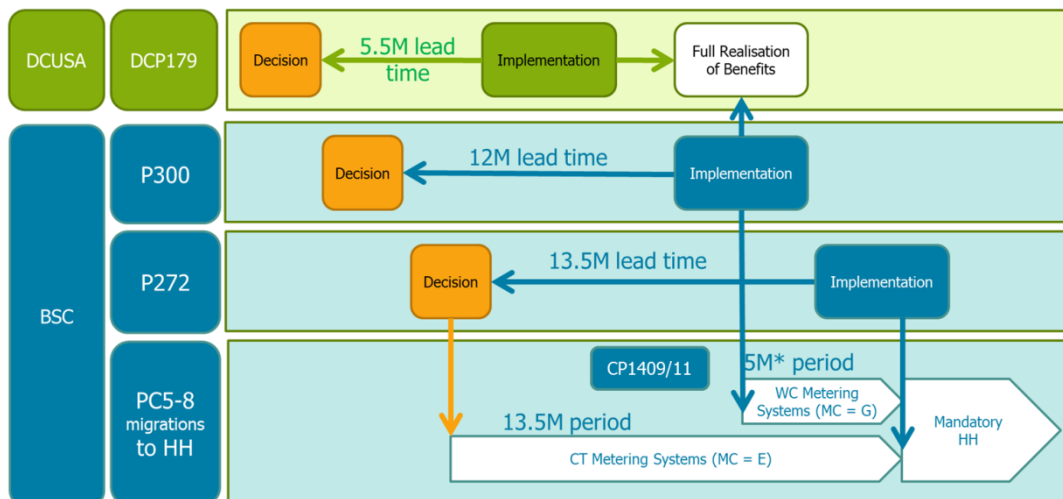 DCUSA
DCP179
Decision
5.5M lead
time
Implementation
Full Realisation
of Benefits
BSC
P300
Decision
12M lead time
Implementation
P272
Decision
13.5M lead time
Implementation
PC5-8
migrations
to HH
CP1409/11
5M* period
WC Metering
Systems (MC = G)
13.5M period
CT Metering Systems (MC = E)
Mandatory
HH